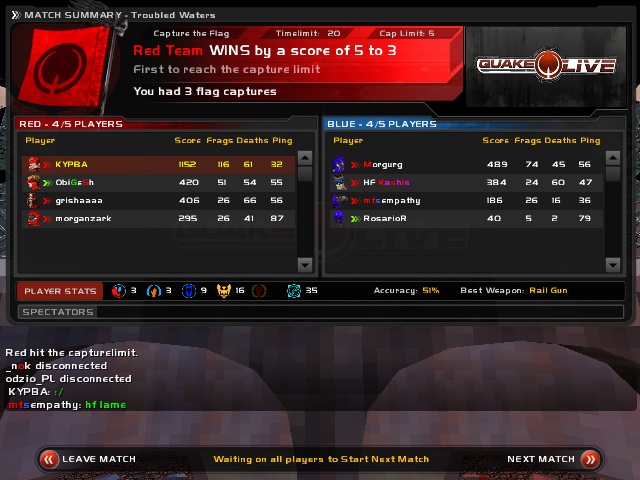 MATCH SUMMARY - Troubled Waters
Capture the Flag Timelimit: 20 Cap Limit: 5
Red Team WINS by a score of 5 to 3
First to reach the capture limit
You had 3 flag captures
QUAKE LIVE
RED - 4/5 PLAYERS
Player Score Frags Deaths Ping
KYPBA 1152 116 61 32
ObiGeSh 420 51 54 55
grishaaaa 406 26 66 56
morganzark 295 26 41 87
BLUE - 4/5 PLAYERS
Player Score Frags Deaths Ping
Morgurg 489 74 45 56
HF Kashis 384 24 60 47
mtsempathy 186 26 16 36
RosarioR 40 5 2 79
PLAYER STATS 3 3 9 16 35 Accuracy: 51% Best Weapon: Rail Gun
SPECTATORS
Red hit the capturelimit.
_nok disconnected
odzio_PL disconnected
KYPBA: :/
mtsempathy: hf lame
LEAVE MATCH Waiting on all players to Start Next Match NEXT MATCH